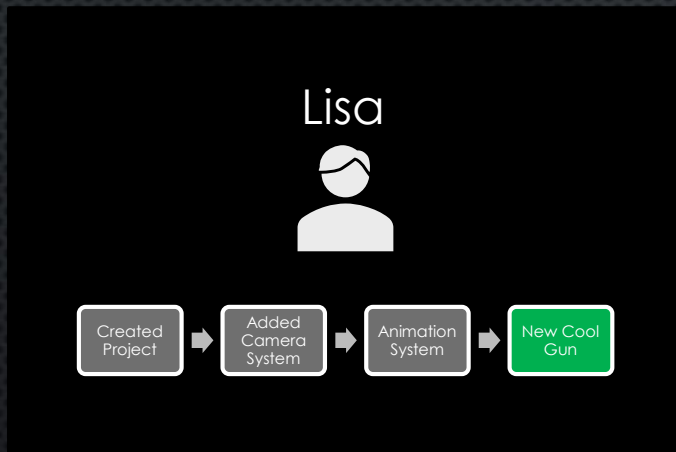 Lisa
Created
Project
Added
Camera
System
Animation
System
New Cool
Gun